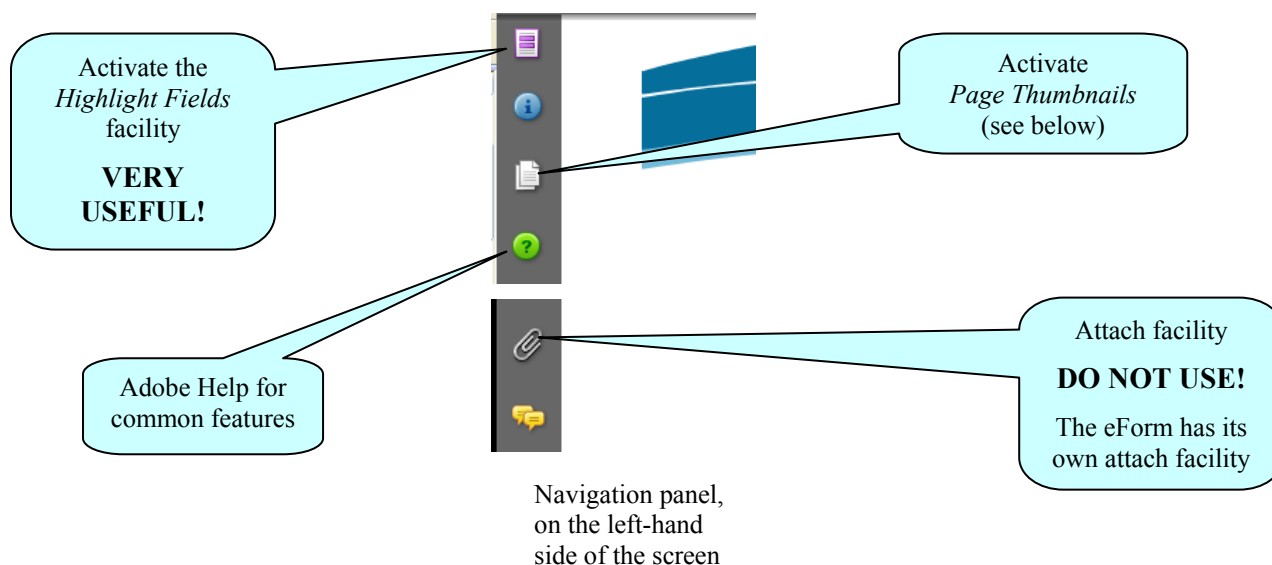 Activate the
Highlight Fields
facility
VERY
USEFUL!
Activate
Page Thumbnails
(see below)
Adobe Help for
common features
Attach facility
DO NOT USE!
The eForm has its
own attach facility
Navigation panel,
on the left-hand
side of the screen